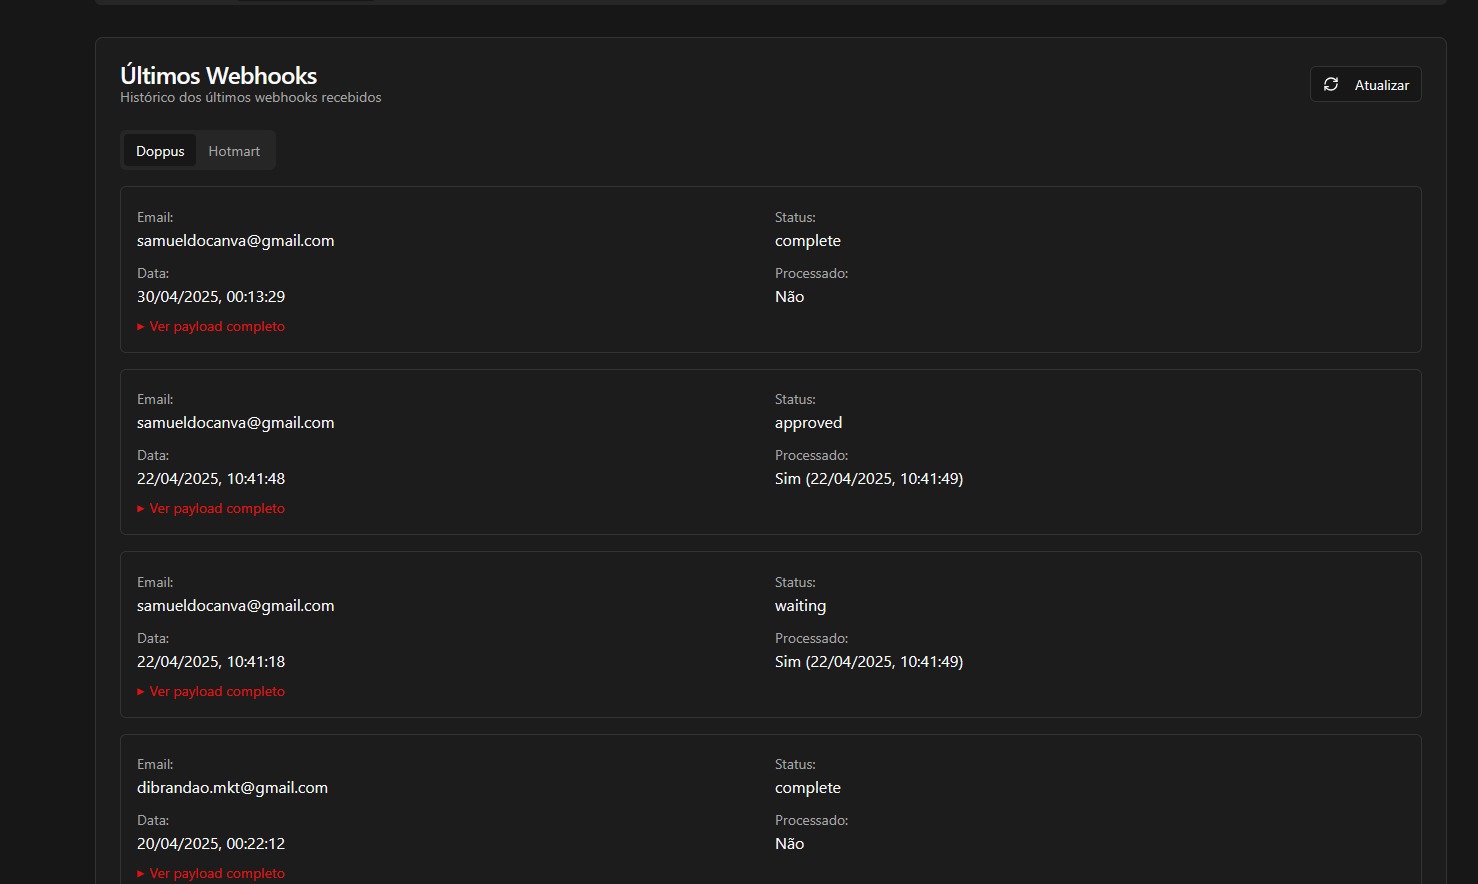 Últimos Webhooks
Histórico dos últimos webhooks recebidos
Atualizar
Doppus Hotmart
Email: Status:
samueldocanva@gmail.com complete
Data: Processado:
30/04/2025, 00:13:29 Não
▸ Ver payload completo
Email: Status:
samueldocanva@gmail.com approved
Data: Processado:
22/04/2025, 10:41:48 Sim (22/04/2025, 10:41:49)
▸ Ver payload completo
Email: Status:
samueldocanva@gmail.com waiting
Data: Processado:
22/04/2025, 10:41:18 Sim (22/04/2025, 10:41:49)
▸ Ver payload completo
Email: Status:
dibrandao.mkt@gmail.com complete
Data: Processado:
20/04/2025, 00:22:12 Não
▸ Ver payload completo